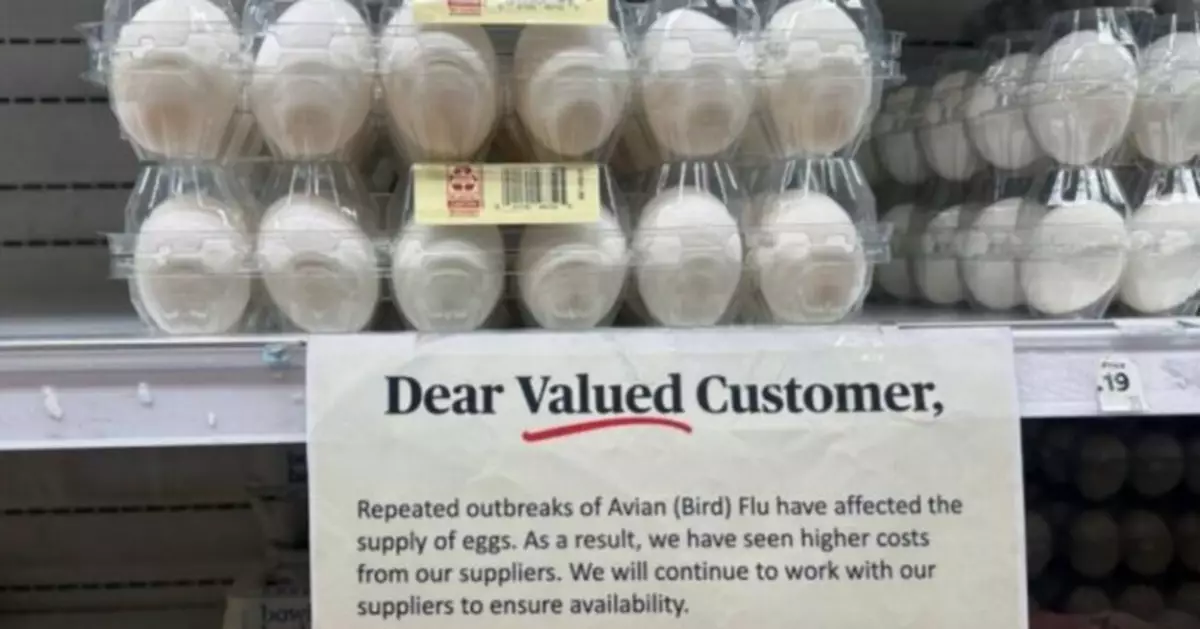 Dear Valued Customer,
Repeated outbreaks of Avian (Bird) Flu have affected the
supply of eggs. As a result, we have seen higher costs
from our suppliers. We will continue to work with our
suppliers to ensure availability.
Price
.19